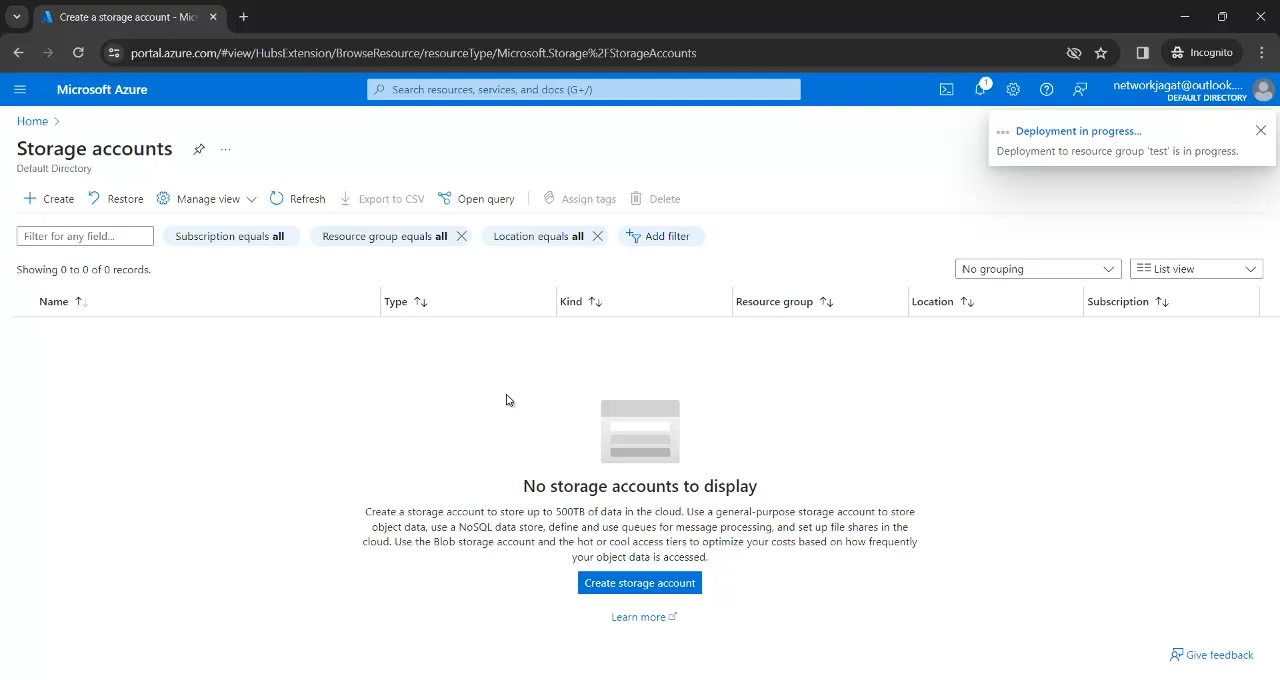 Create a storage account - Mic
portal.azure.com/#view/HubsExtension/BrowseResource/resourceType/Microsoft.Storage%2FStorageAccounts
Incognito
Microsoft Azure
Search resources, services, and docs (G+/)
1
networkjagat@outlook....
DEFAULT DIRECTORY
Home
Deployment in progress...
Deployment to resource group 'test' is in progress.
Storage accounts
Default Directory
Create
Restore
Manage view
Refresh
Export to CSV
Open query
Assign tags
Delete
Filter for any field...
Subscription equals all
Resource group equals all
Location equals all
Add filter
Showing 0 to 0 of 0 records.
No grouping
List view
Name
Type
Kind
Resource group
Location
Subscription
No storage accounts to display
Create a storage account to store up to 500TB of data in the cloud. Use a general-purpose storage account to store
object data, use a NoSQL data store, define and use queues for message processing, and set up file shares in the
cloud. Use the Blob storage account and the hot or cool access tiers to optimize your costs based on how frequently
your object data is accessed.
Create storage account
Learn more
Give feedback